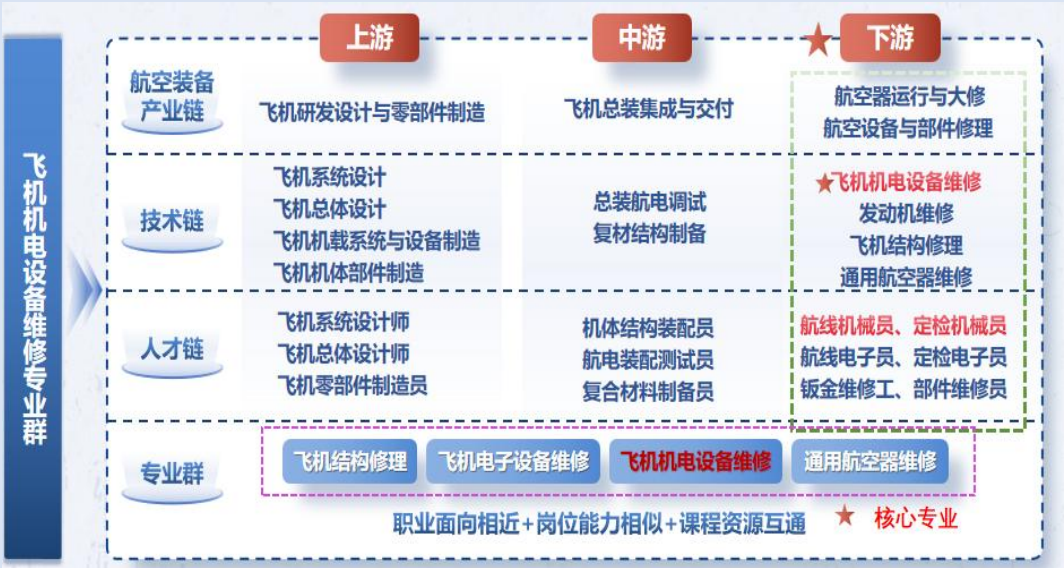 飞机机电设备维修专业群
上游
中游
下游
航空装备
产业链
飞机研发设计与零部件制造
飞机总装集成与交付
航空器运行与大修
航空设备与部件修理
技术链
飞机系统设计
飞机总体设计
飞机机载系统与设备制造
飞机机体部件制造
总装航电调试
复材结构制备
飞机机电设备维修
发动机维修
飞机结构修理
通用航空器维修
人才链
飞机系统设计师
飞机总体设计师
飞机零部件制造员
机体结构装配员
航电装配测试员
复合材料制备员
航线机械员、定检机械员
航线电子员、定检电子员
钣金维修工、部件维修员
专业群
飞机结构修理
飞机电子设备维修
飞机机电设备维修
通用航空器维修
职业面向相近+岗位能力相似+课程资源互通
核心专业